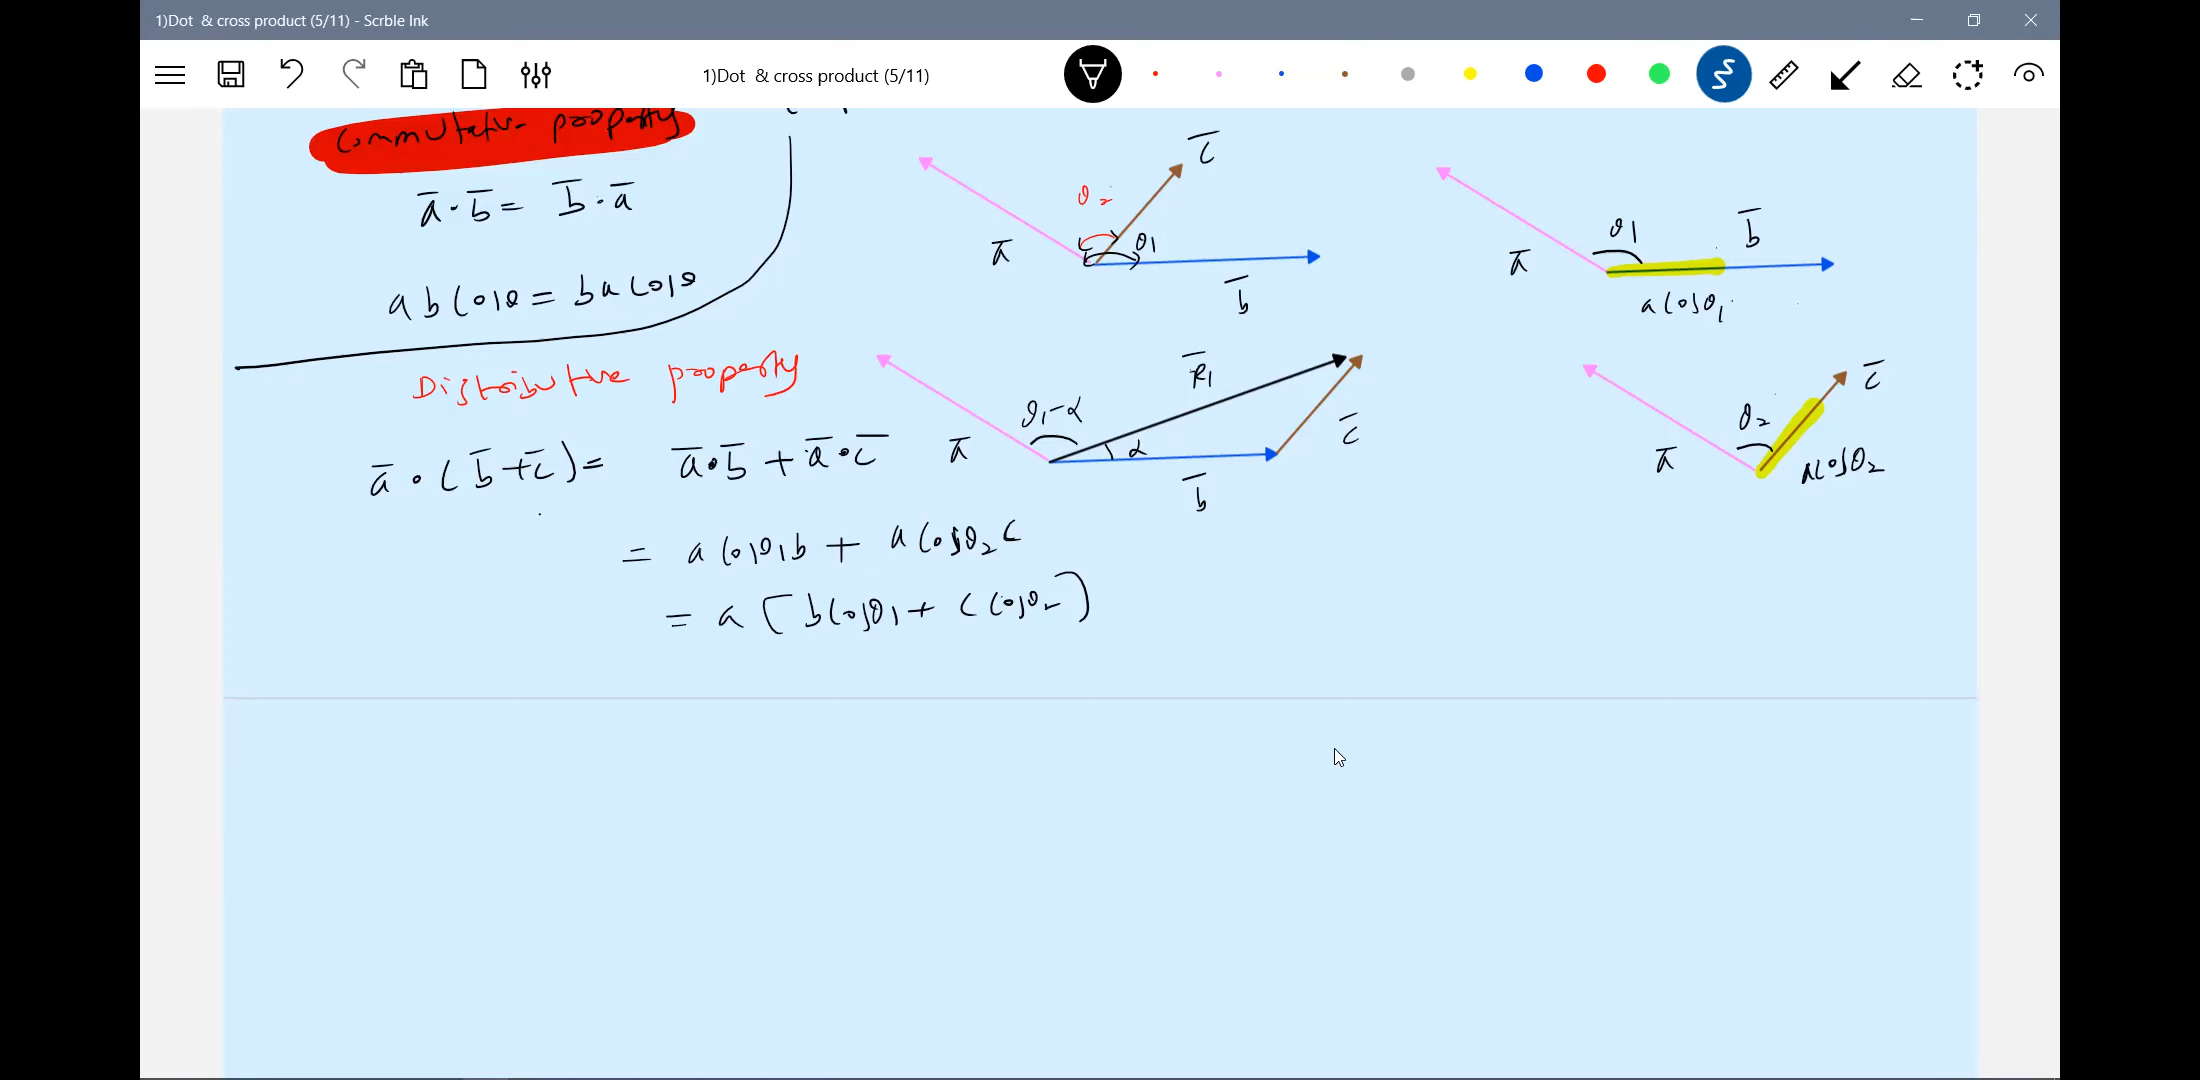 1)Dot & cross product (5/11) - Scrble Ink
1)Dot & cross product (5/11)
commutative property
a̅ · b̅ = b̅ · a̅
a b cosθ = b a cosθ
Distributive property
a̅ · (b̅ + c̅) = a̅ · b̅ + a̅ · c̅
= a cosθ₁ b + a cosθ₂ c
= a [ b cosθ₁ + c cosθ₂ ]
c̅
θ₂
a̅
θ₁
b̅
θ₁
b̅
a̅
a cosθ₁
R̅₁
θ₁-α
α
a̅
c̅
b̅
c̅
θ₂
a̅
a cosθ₂